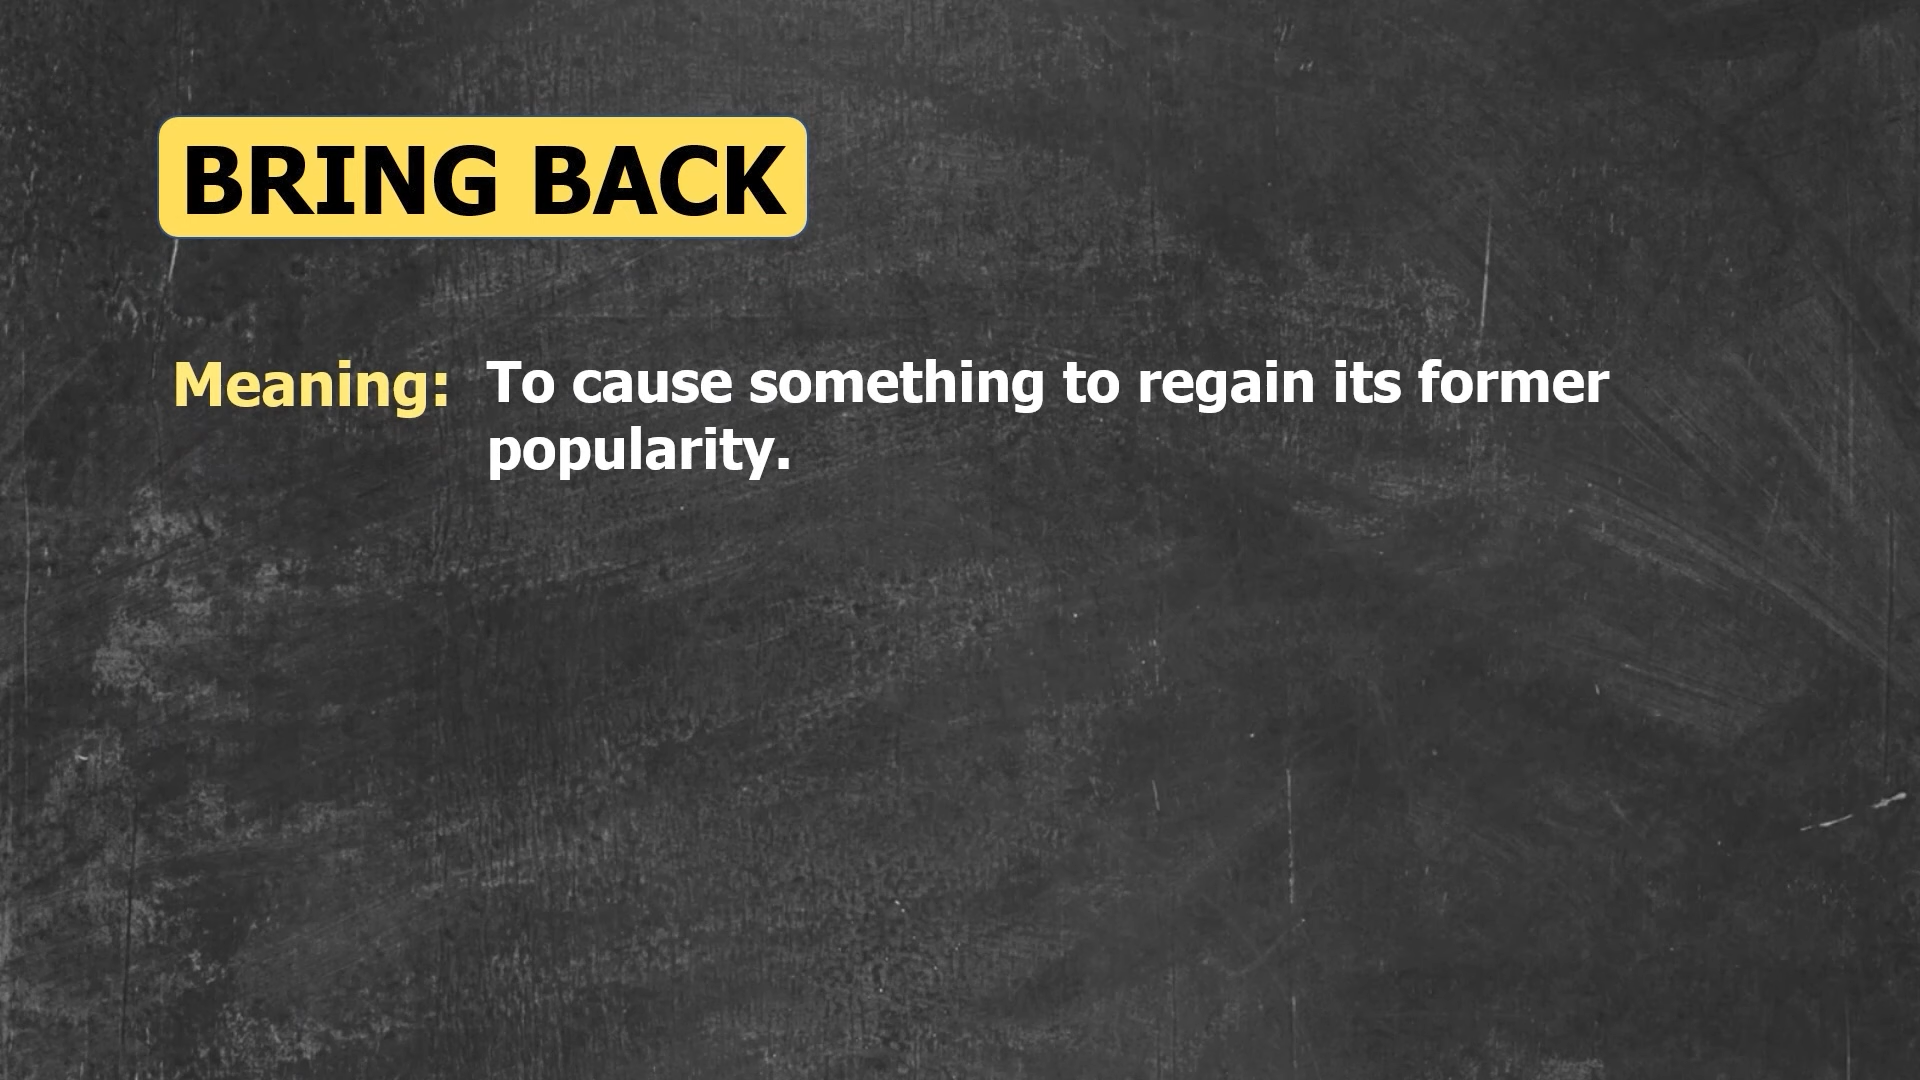 BRING BACK
Meaning: To cause something to regain its former
popularity.